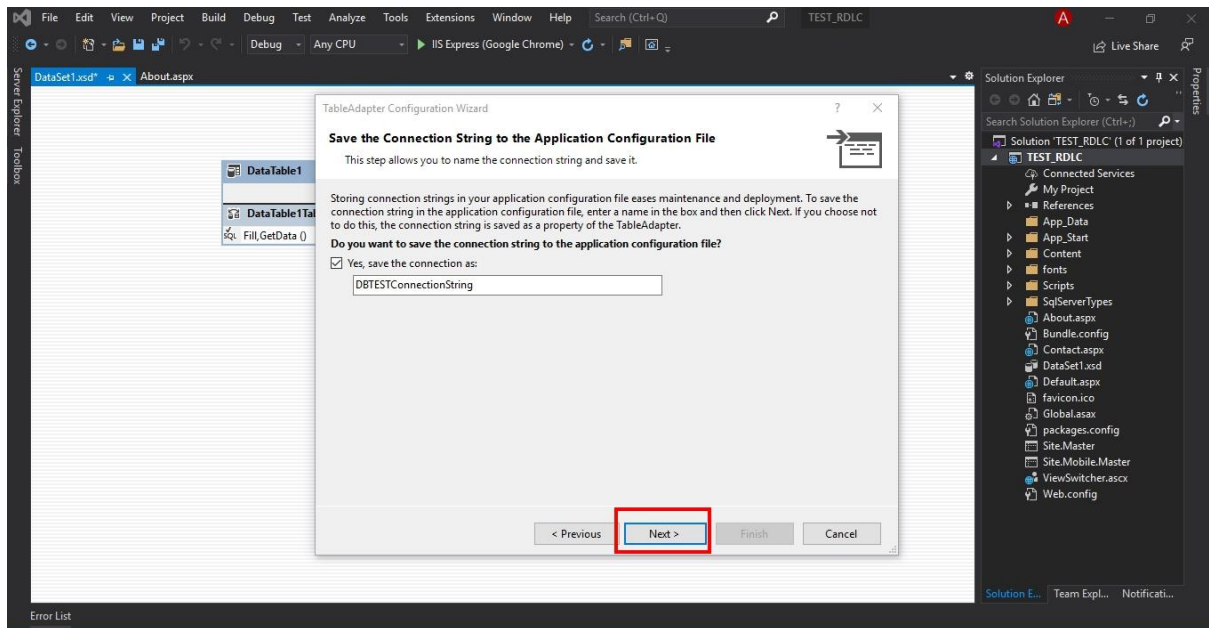 File Edit View Project Build Debug Test Analyze Tools Extensions Window Help Search (Ctrl+Q) TEST_RDLC A
Debug Any CPU IIS Express (Google Chrome) Live Share
Server Explorer
Toolbox
DataSet1.xsd* About.aspx
DataTable1
DataTable1Tal
SQL Fill,GetData ()
TableAdapter Configuration Wizard ?
Save the Connection String to the Application Configuration File
This step allows you to name the connection string and save it.
Storing connection strings in your application configuration file eases maintenance and deployment. To save the
connection string in the application configuration file, enter a name in the box and then click Next. If you choose not
to do this, the connection string is saved as a property of the TableAdapter.
Do you want to save the connection string to the application configuration file?
Yes, save the connection as:
DBTESTConnectionString
< Previous Next > Finish Cancel
Solution Explorer
Search Solution Explorer (Ctrl+;)
Solution 'TEST_RDLC' (1 of 1 project)
TEST_RDLC
Connected Services
My Project
References
App_Data
App_Start
Content
fonts
Scripts
SqlServerTypes
About.aspx
Bundle.config
Contact.aspx
DataSet1.xsd
Default.aspx
favicon.ico
Global.asax
packages.config
Site.Master
Site.Mobile.Master
ViewSwitcher.ascx
Web.config
Solution E... Team Expl... Notificati...
Properties
Error List